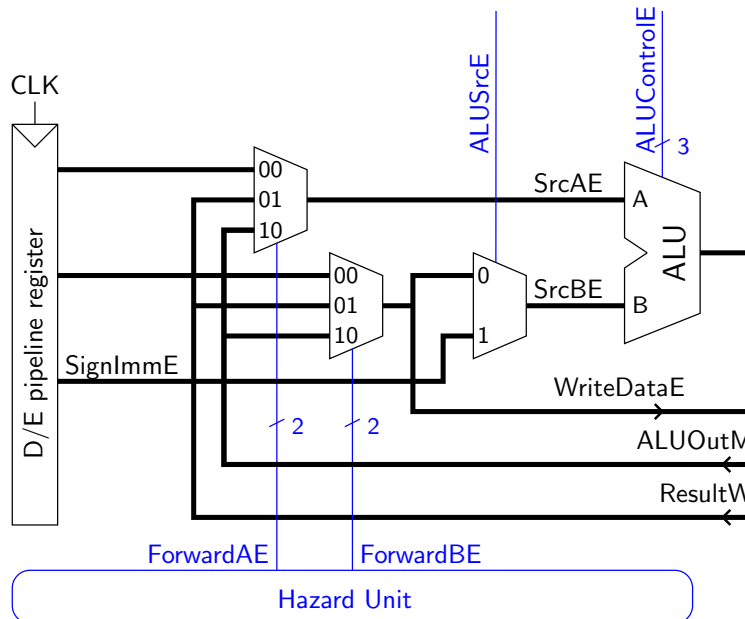 ALUSrcE
ALUControlE
3
CLK
D/E pipeline register
00
01
10
SrcAE
A
ALU
B
00
01
10
0
1
SrcBE
SignImmE
WriteDataE
2
2
ALUOutM
ResultW
ForwardAE
ForwardBE
Hazard Unit